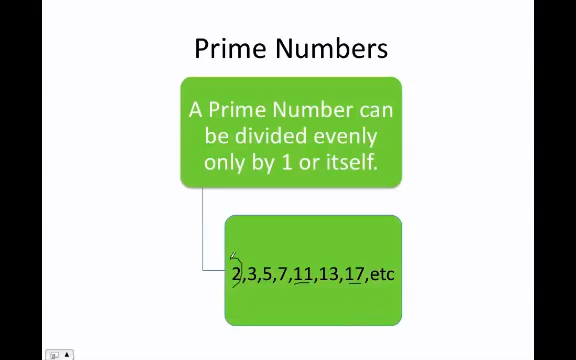 Prime Numbers
A Prime Number can
be divided evenly
only by 1 or itself.
2,3,5,7,11,13,17,etc